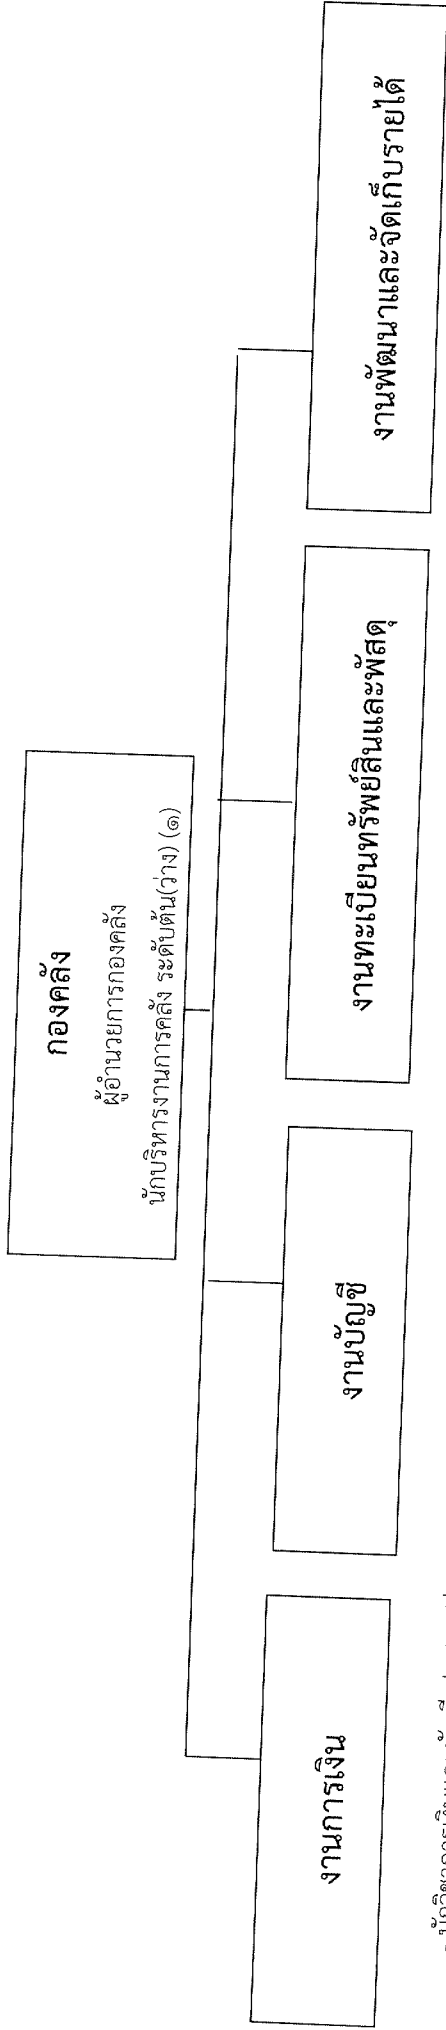 กองคลัง
ผู้อำนวยการกองคลัง
นักบริหารงานการคลัง ระดับต้น(ว่าง) (๑)
งานการเงิน
งานบัญชี
งานทะเบียนทรัพย์สินและพัสดุ
งานพัฒนาและจัดเก็บรายได้